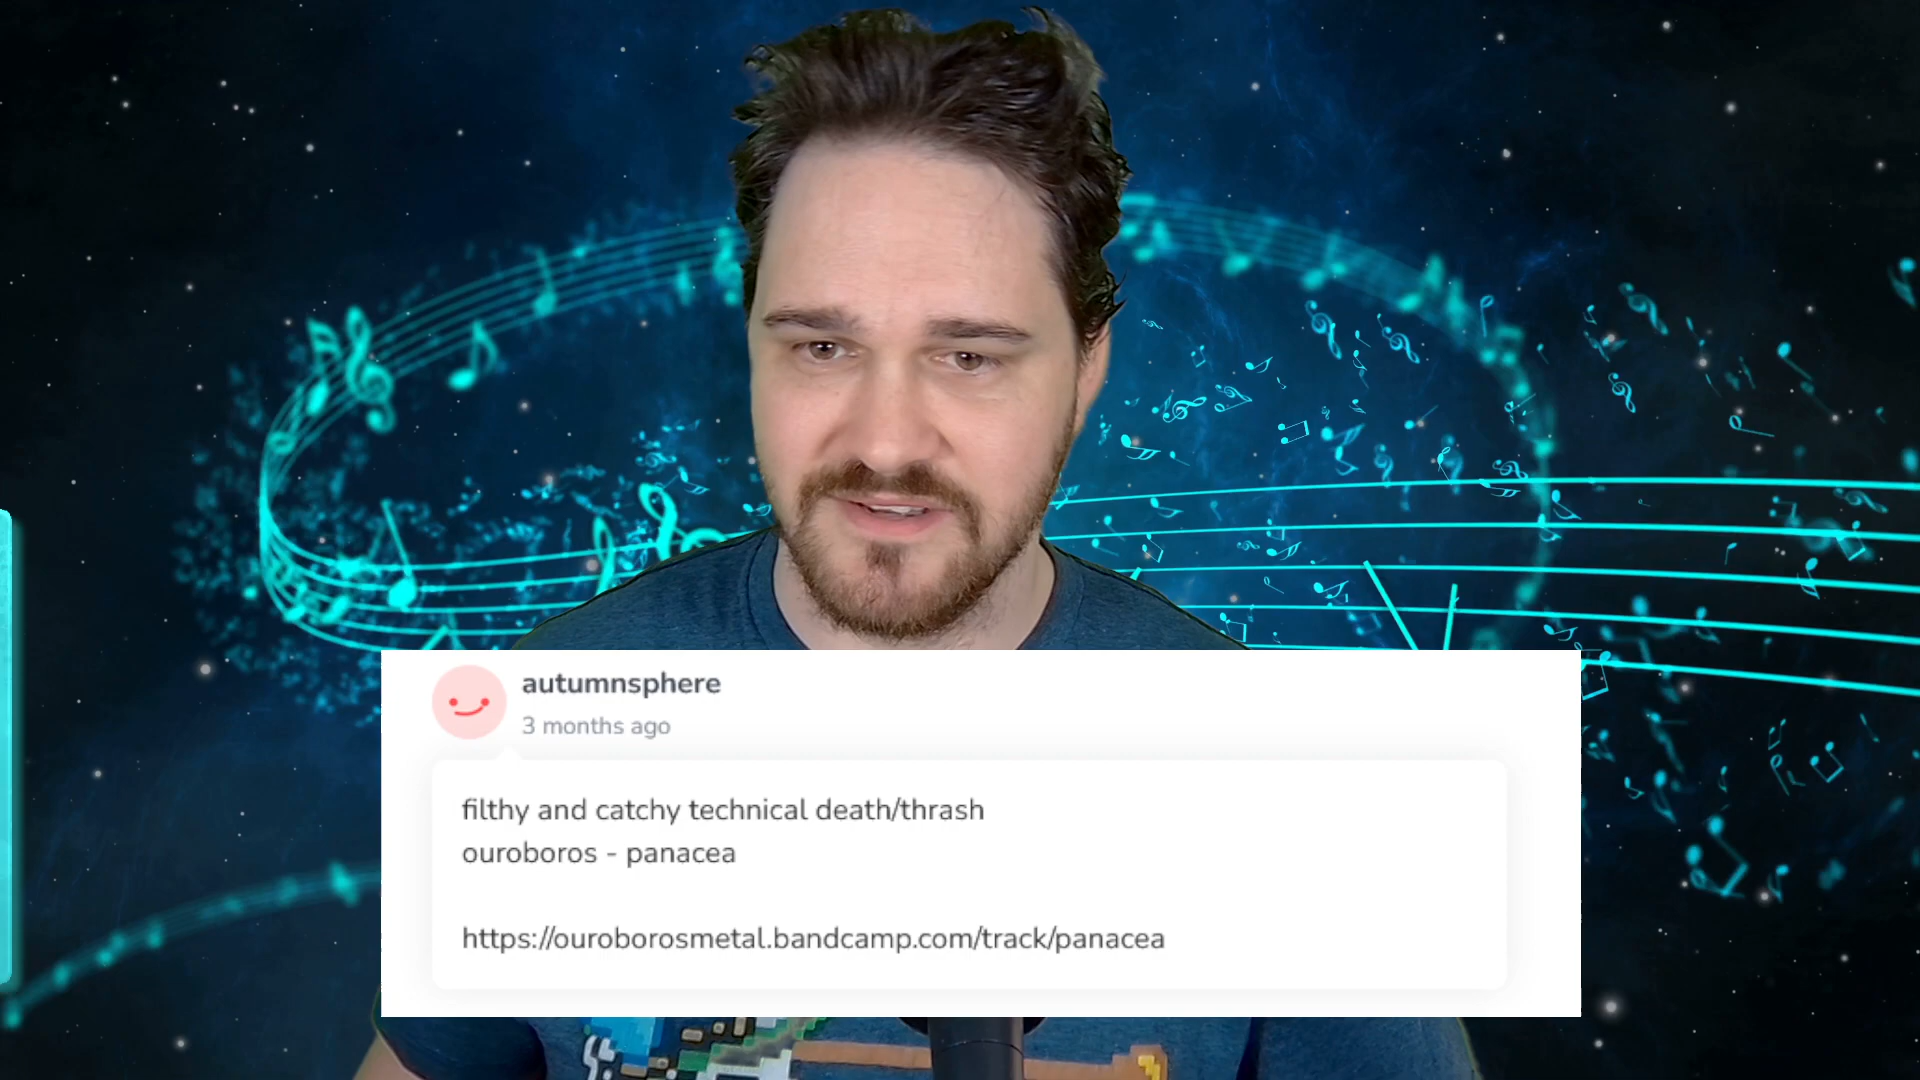 autumnsphere
3 months ago
filthy and catchy technical death/thrash
ouroboros - panacea
https://ouroborosmetal.bandcamp.com/track/panacea